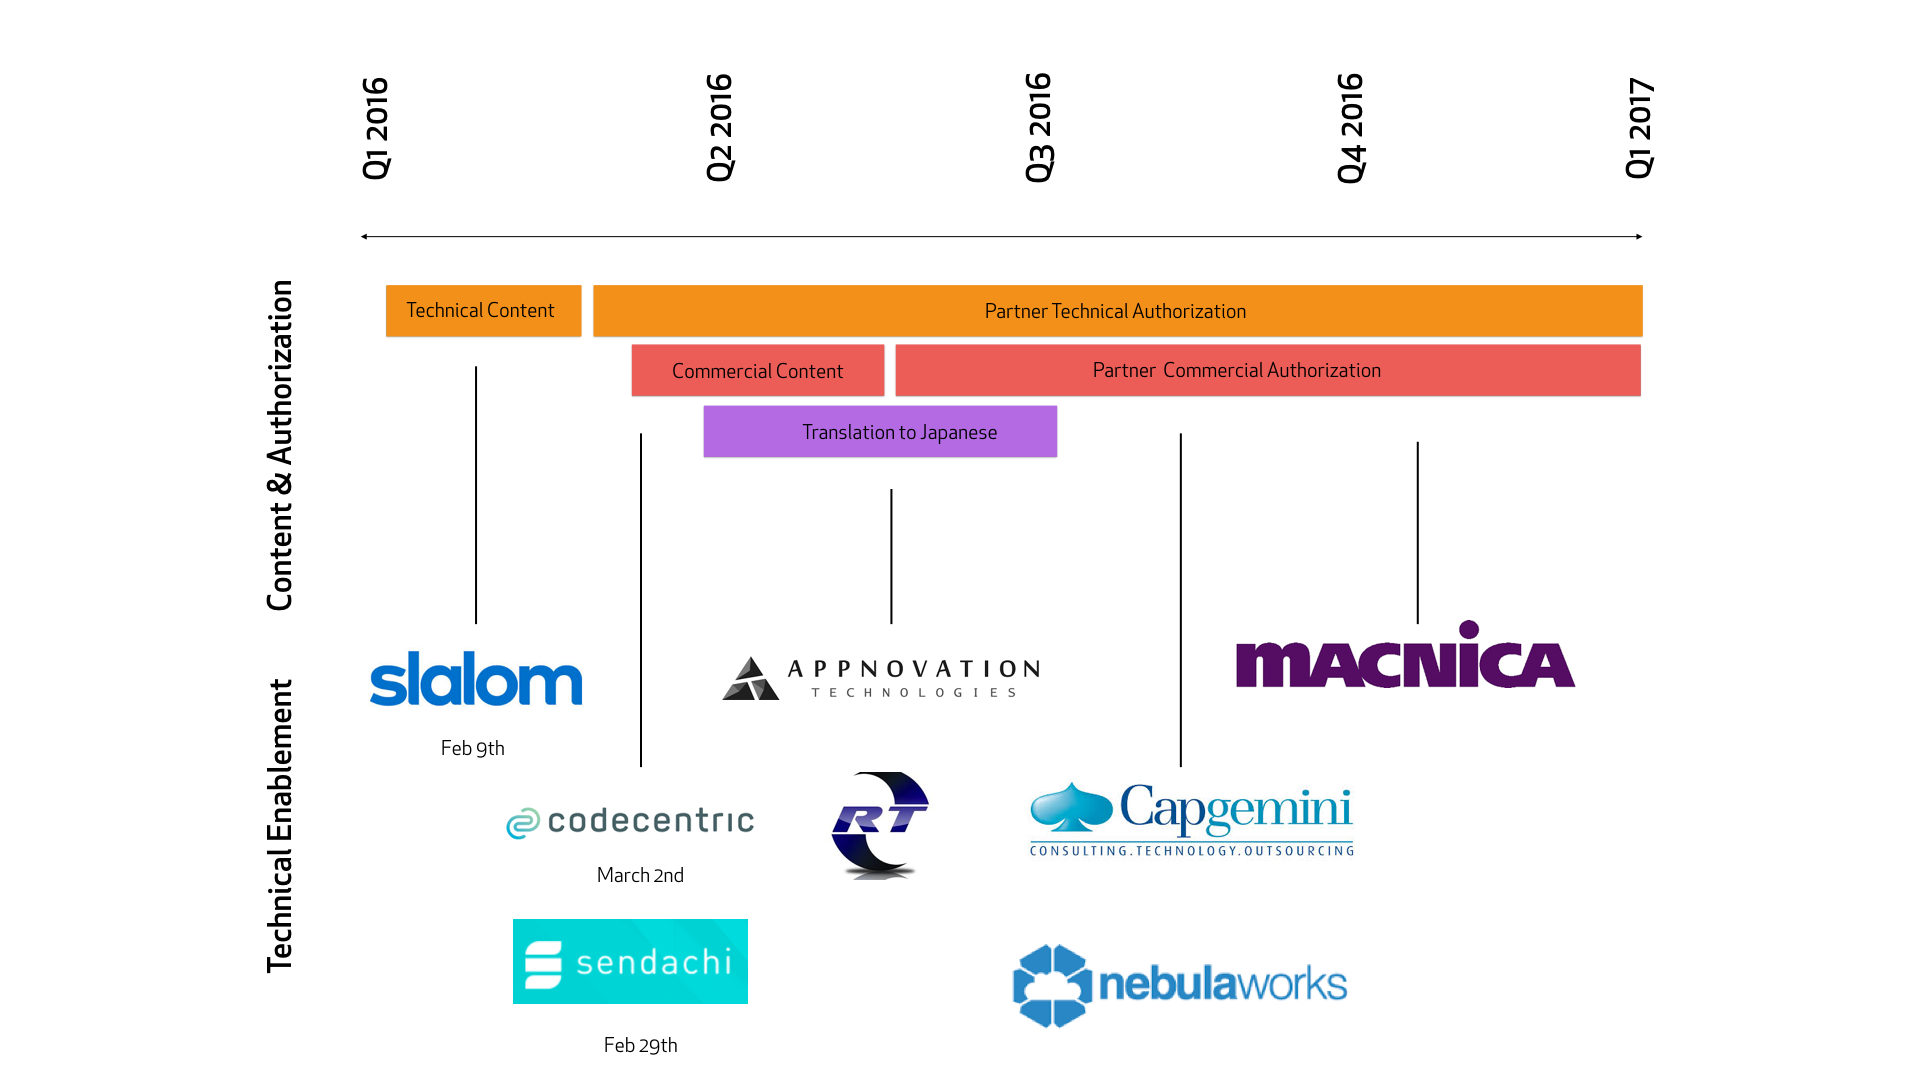 Q1 2016
Q2 2016
Q3 2016
Q4 2016
Q1 2017
Content & Authorization
Technical Content
Partner Technical Authorization
Commercial Content
Partner Commercial Authorization
Translation to Japanese
Technical Enablement
slalom
Feb 9th
APPNOVATION
TECHNOLOGIES
MACNICA
codecentric
March 2nd
RT
Capgemini
CONSULTING.TECHNOLOGY.OUTSOURCING
sendachi
Feb 29th
nebulaworks